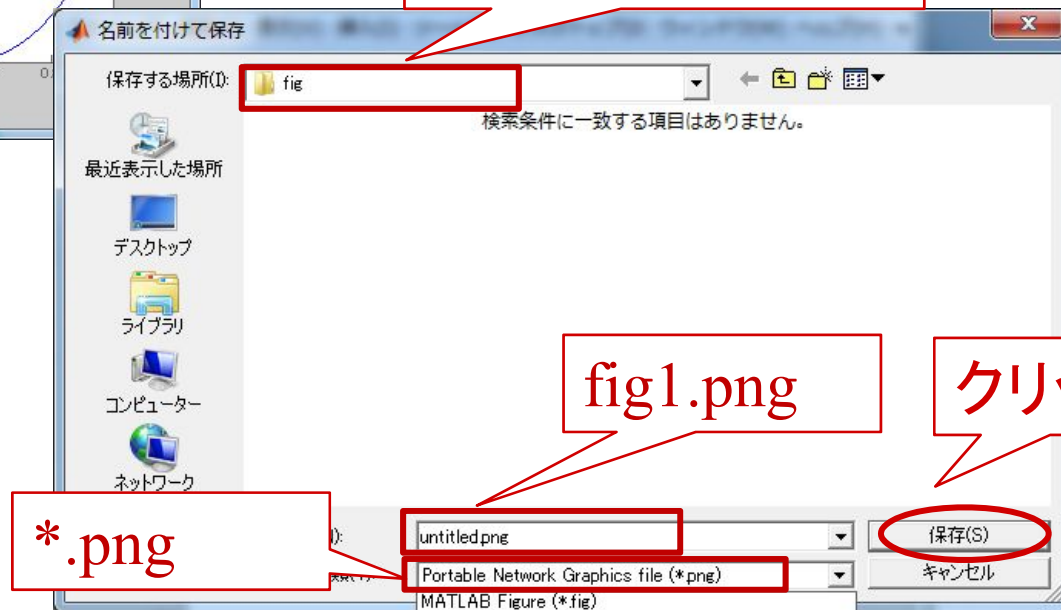 名前を付けて保存
保存する場所(I):
fig
検索条件に一致する項目はありません。
最近表示した場所
デスクトップ
ライブラリ
コンピューター
ネットワーク
fig1.png
クリ
*.png
untitled.png
保存(S)
Portable Network Graphics file (*.png)
キャンセル
MATLAB Figure (*.fig)